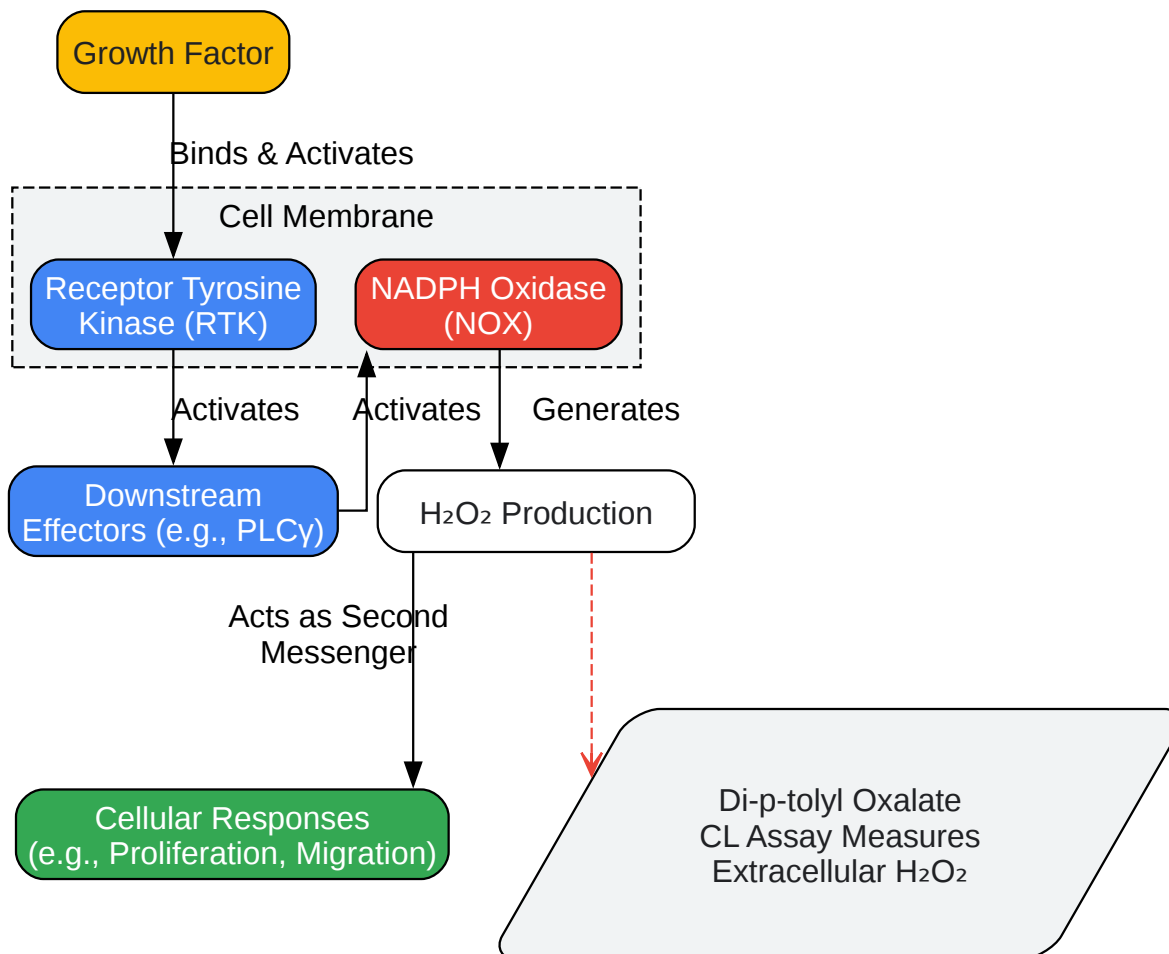 Growth Factor
Binds & Activates
Cell Membrane
Receptor Tyrosine
Kinase (RTK)
NADPH Oxidase
(NOX)
Activates
Activates
Generates
Downstream
Effectors (e.g., PLCγ)
H₂O₂ Production
Acts as Second
Messenger
Cellular Responses
(e.g., Proliferation, Migration)
Di-p-tolyl Oxalate
CL Assay Measures
Extracellular H₂O₂